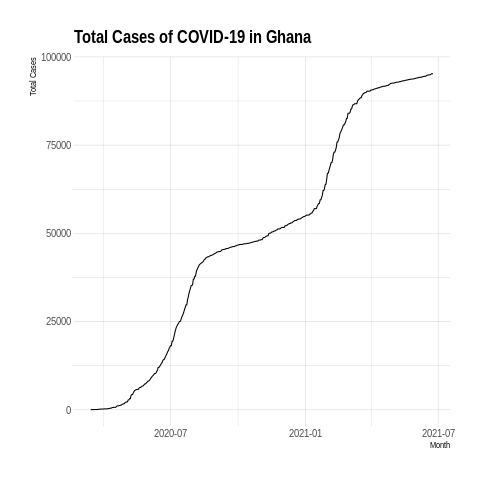 Total Cases of COVID-19 in Ghana
Total Cases
100000
75000
50000
25000
0
2020-07
2021-01
2021-07
Month